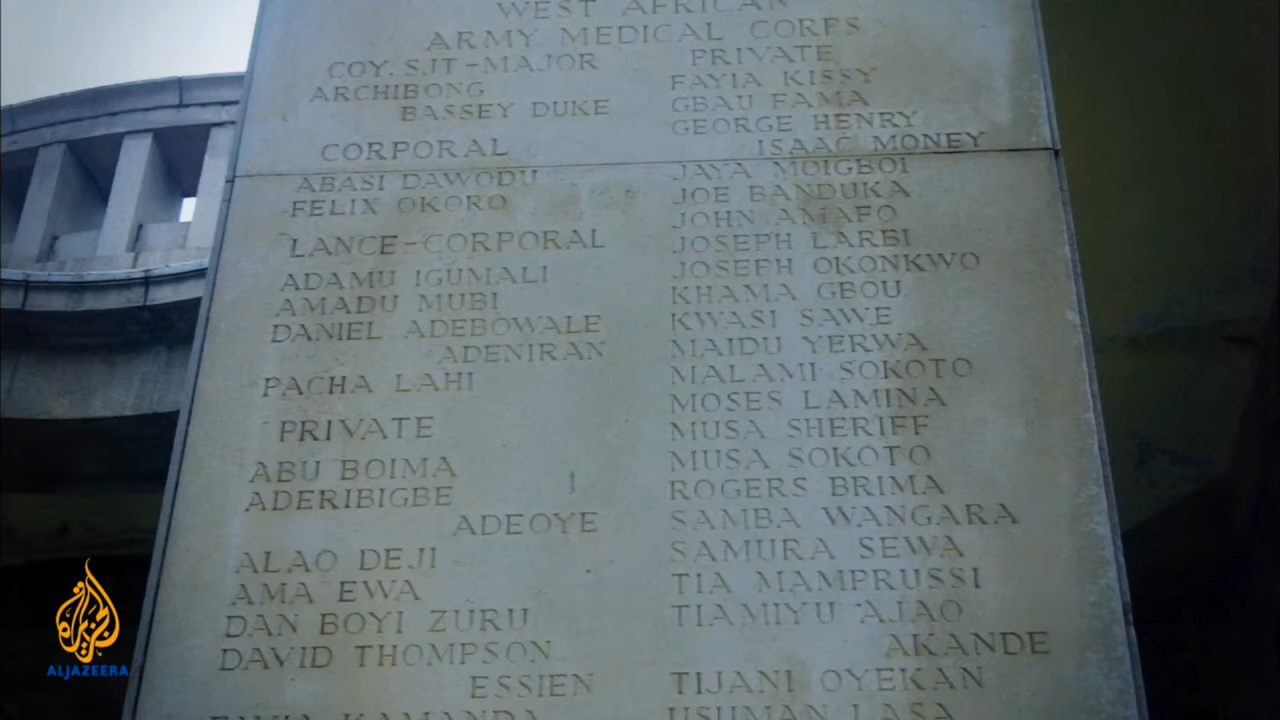 WEST AFRICAN
ARMY MEDICAL CORPS
COY. SJT-MAJOR
ARCHIBONG
BASSEY DUKE
CORPORAL
ABASI DAWODU
FELIX OKORO
LANCE-CORPORAL
ADAMU IGUMALI
AMADU MUBI
DANIEL ADEBOWALE
ADENIRAN
PACHA LAHI
PRIVATE
ABU BOIMA
ADERIBIGBE
ADEOYE
ALAO DEJI
AMA EWA
DAN BOYI ZURU
DAVID THOMPSON
ESSIEN
KAMANDA
PRIVATE
FAYIA KISSY
GBAU FAMA
GEORGE HENRY
ISAAC MONEY
JAYA MOIGBOI
JOE BANDUKA
JOHN AMAFO
JOSEPH LARBI
JOSEPH OKONKWO
KHAMA GBOU
KWASI SAWE
MAIDU YERWA
MALAMI SOKOTO
MOSES LAMINA
MUSA SHERIFF
MUSA SOKOTO
ROGERS BRIMA
SAMBA WANGARA
SAMURA SEWA
TIA MAMPRUSSI
TIAMIYU AJAO
AKANDE
TIJANI OYEKAN
USUMAN LASA
الجزيرة
ALJAZEERA